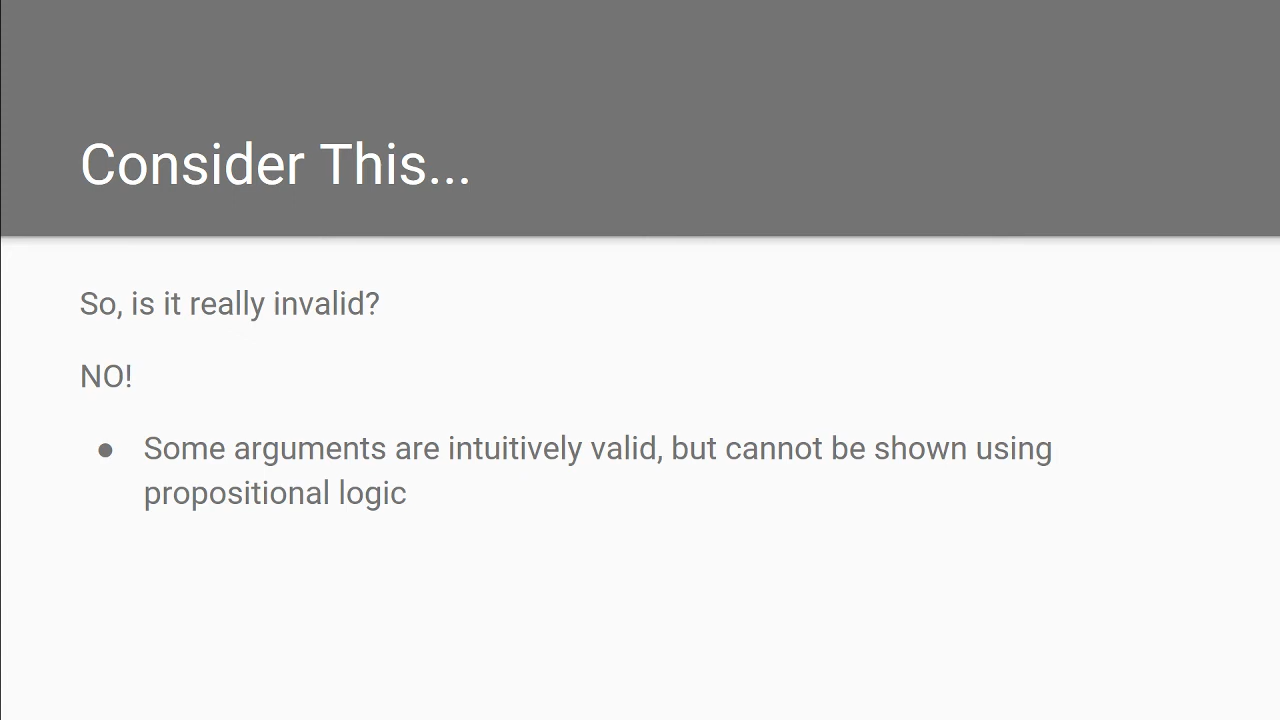 Consider This...
So, is it really invalid?
NO!
● Some arguments are intuitively valid, but cannot be shown using
propositional logic